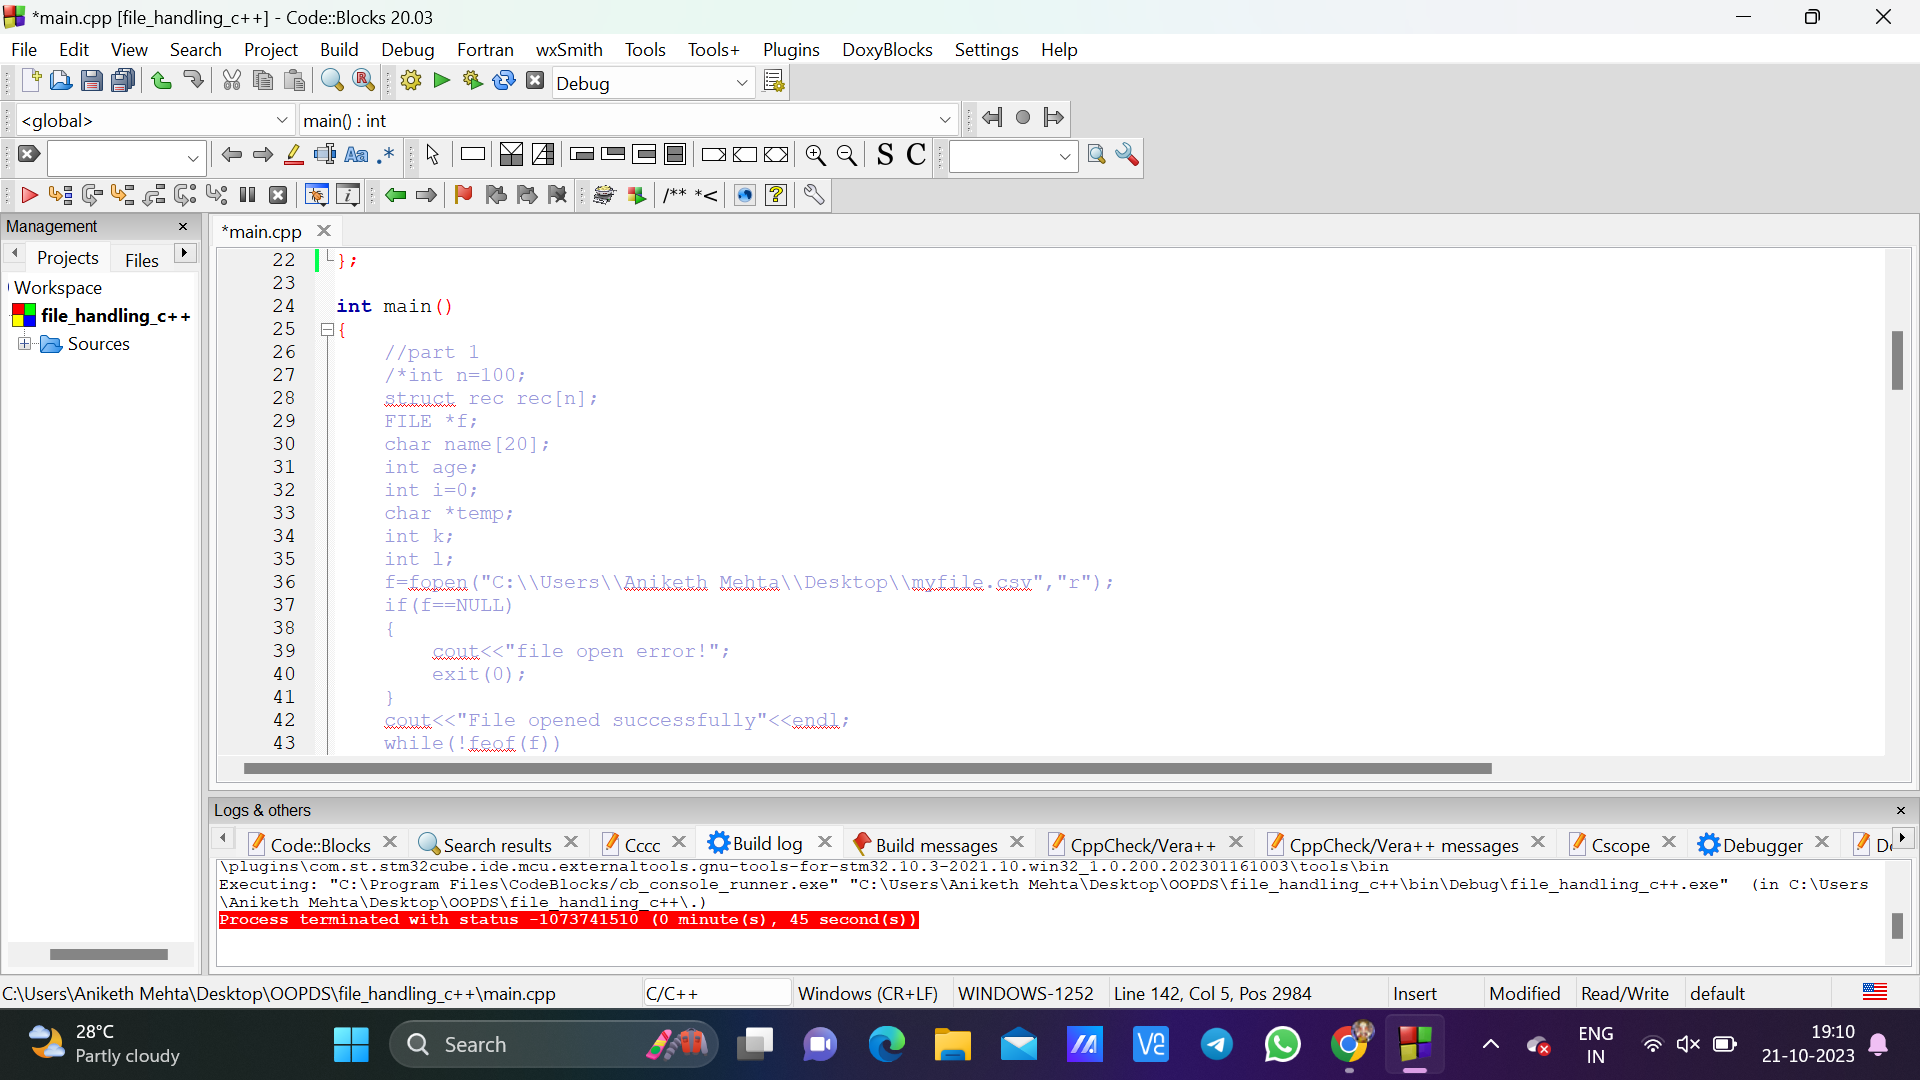 *main.cpp [file_handling_c++] - Code::Blocks 20.03
File Edit View Search Project Build Debug Fortran wxSmith Tools Tools+ Plugins DoxyBlocks Settings Help
Debug
<global> main() : int
Aa .* S C
/** *<
Management
*main.cpp
Projects Files
Workspace
file_handling_c++
Sources
22 };
23
24 int main()
25 {
26 //part 1
27 /*int n=100;
28 struct rec rec[n];
29 FILE *f;
30 char name[20];
31 int age;
32 int i=0;
33 char *temp;
34 int k;
35 int l;
36 f=fopen("C:\\Users\\Aniketh Mehta\\Desktop\\myfile.csv","r");
37 if(f==NULL)
38 {
39 cout<<"file open error!";
40 exit(0);
41 }
42 cout<<"File opened successfully"<<endl;
43 while(!feof(f))
Logs & others
Code::Blocks Search results Cccc Build log Build messages CppCheck/Vera++ CppCheck/Vera++ messages Cscope Debugger
\plugins\com.st.stm32cube.ide.mcu.externaltools.gnu-tools-for-stm32.10.3-2021.10.win32_1.0.200.202301161003\tools\bin
Executing: "C:\Program Files\CodeBlocks/cb_console_runner.exe" "C:\Users\Aniketh Mehta\Desktop\OOPDS\file_handling_c++\bin\Debug\file_handling_c++.exe" (in C:\Users
\Aniketh Mehta\Desktop\OOPDS\file_handling_c++\.)
Process terminated with status -1073741510 (0 minute(s), 45 second(s))
C:\Users\Aniketh Mehta\Desktop\OOPDS\file_handling_c++\main.cpp C/C++ Windows (CR+LF) WINDOWS-1252 Line 142, Col 5, Pos 2984 Insert Modified Read/Write default
28°C
Partly cloudy
Search
ENG
IN
19:10
21-10-2023